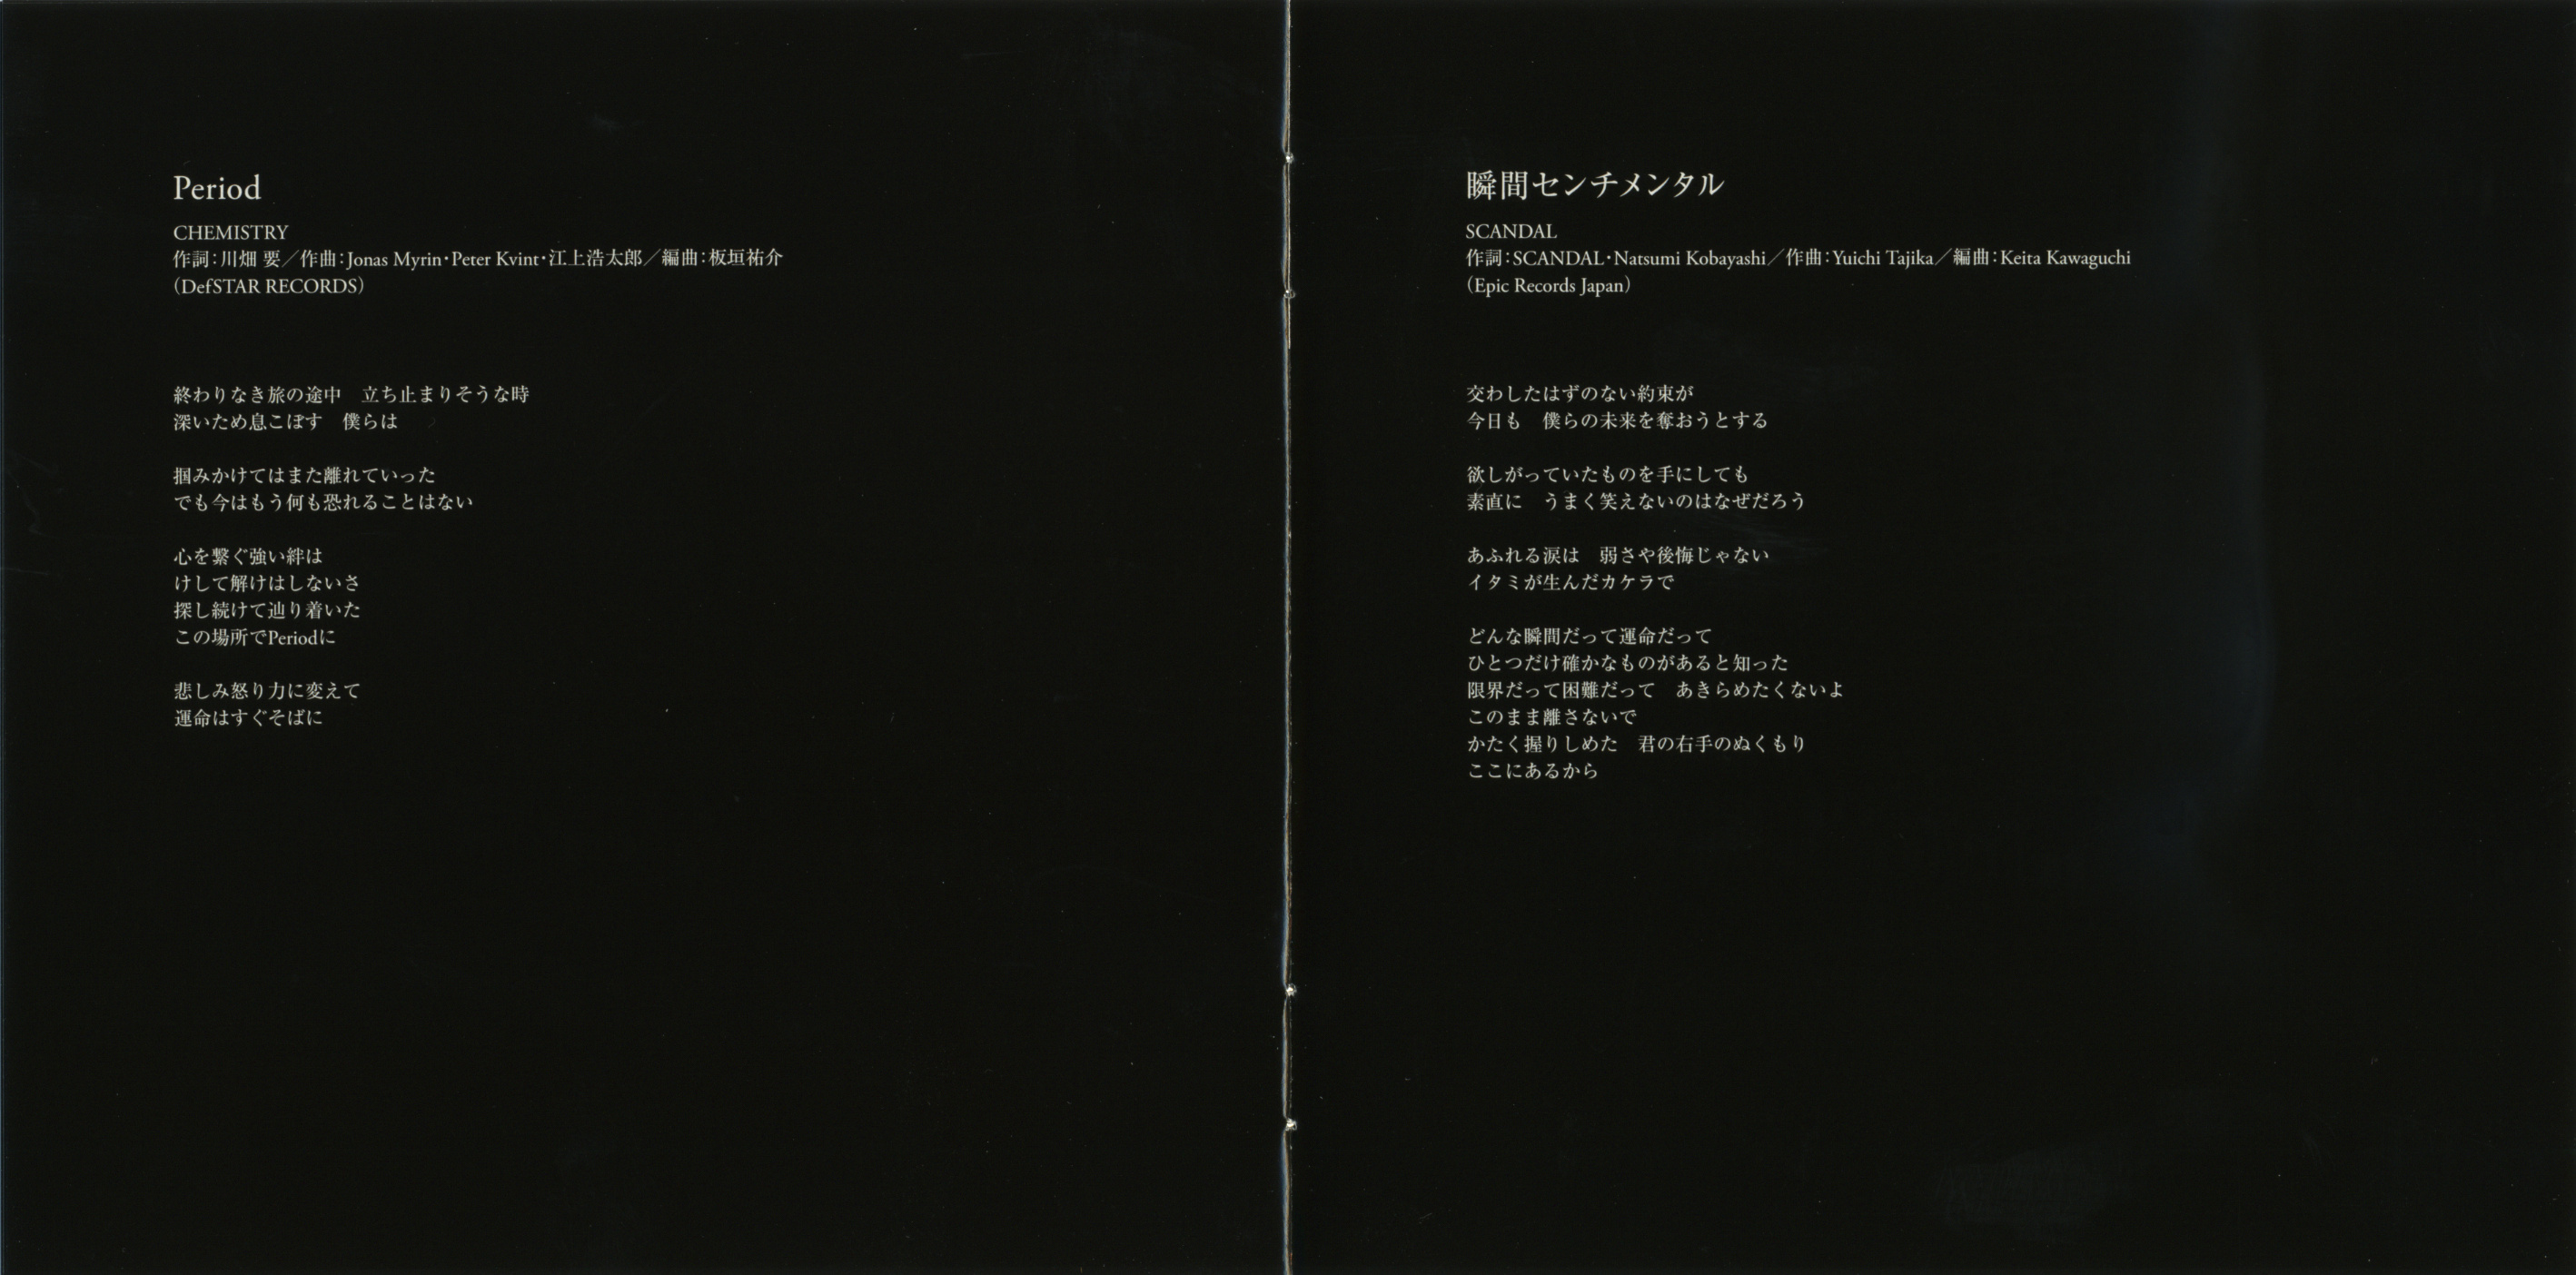 Period
CHEMISTRY
作詞：川畑 要／作曲：Jonas Myrin・Peter Kvint・江上浩太郎／編曲：板垣祐介
（DefSTAR RECORDS）
終わりなき旅の途中　立ち止まりそうな時
深いため息こぼす　僕らは
掴みかけてはまた離れていった
でも今はもう何も恐れることはない
心を繋ぐ強い絆は
けして解けはしないさ
探し続けて辿り着いた
この場所でPeriodに
悲しみ怒り力に変えて
運命はすぐそばに
瞬間センチメンタル
SCANDAL
作詞：SCANDAL・Natsumi Kobayashi／作曲：Yuichi Tajika／編曲：Keita Kawaguchi
（Epic Records Japan）
交わしたはずのない約束が
今日も　僕らの未来を奪おうとする
欲しがっていたものを手にしても
素直に　うまく笑えないのはなぜだろう
あふれる涙は　弱さや後悔じゃない
イタミが生んだカケラで
どんな瞬間だって運命だって
ひとつだけ確かなものがあると知った
限界だって困難だって　あきらめたくないよ
このまま離さないで
かたく握りしめた　君の右手のぬくもり
ここにあるから